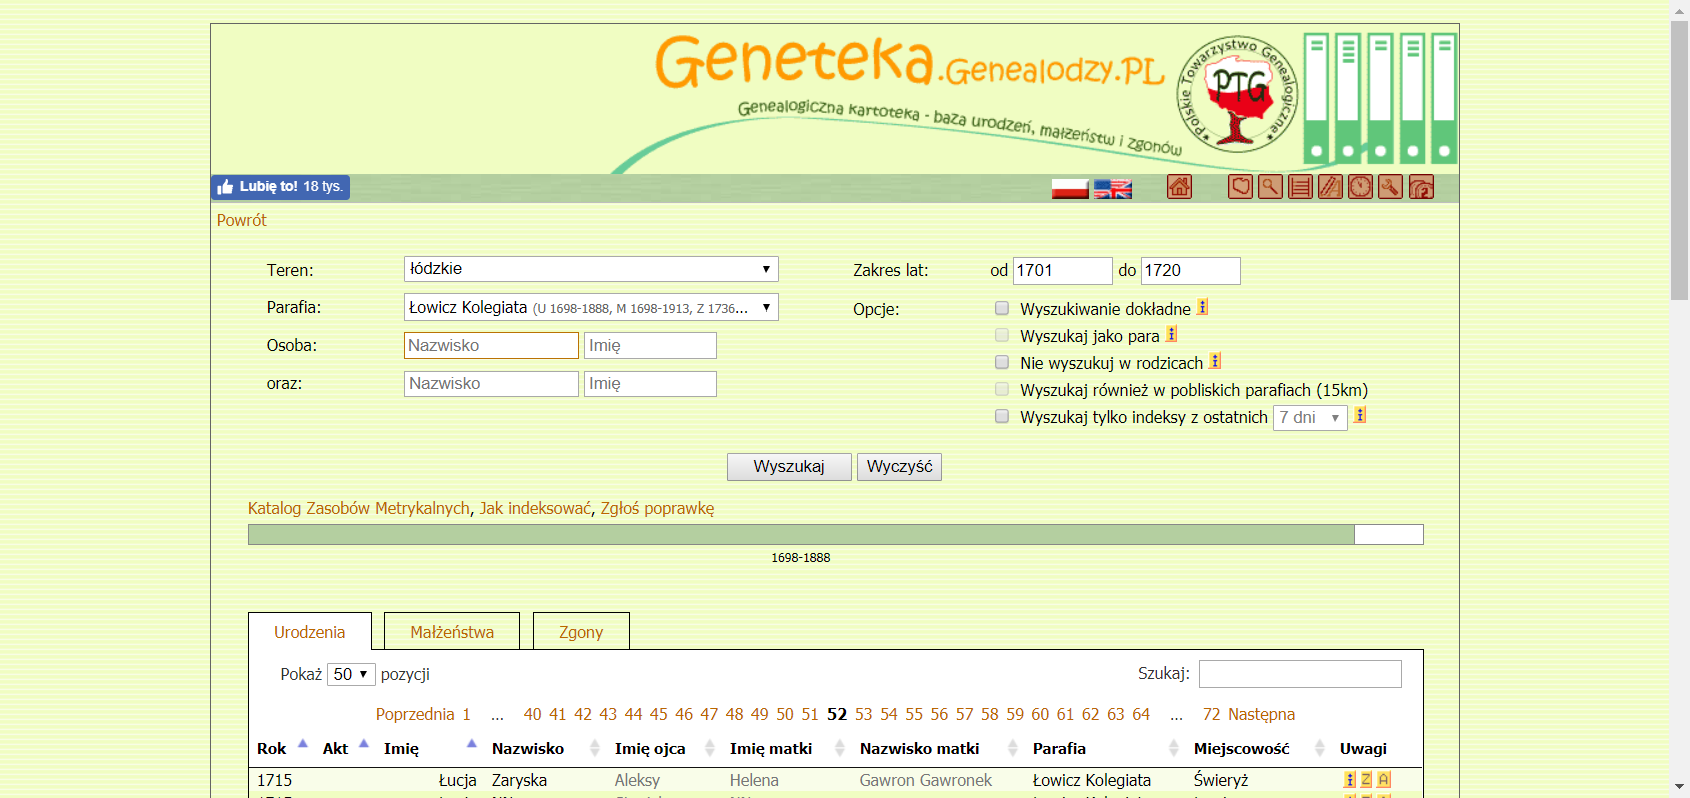 Geneteka.Genealodzy.PL
Genealogiczna kartoteka - baza urodzeń, małżeństw i zgonów
Polskie Towarzystwo Genealogiczne
PTG
Lubię to! 18 tys.
Powrót
Teren: łódzkie
Zakres lat: od 1701 do 1720
Parafia: Łowicz Kolegiata (U 1698-1888, M 1698-1913, Z 1736...
Opcje: Wyszukiwanie dokładne
Wyszukaj jako para
Osoba: Nazwisko Imię
Nie wyszukuj w rodzicach
oraz: Nazwisko Imię
Wyszukaj również w pobliskich parafiach (15km)
Wyszukaj tylko indeksy z ostatnich 7 dni
Wyszukaj Wyczyść
Katalog Zasobów Metrykalnych, Jak indeksować, Zgłoś poprawkę
1698-1888
Urodzenia Małżeństwa Zgony
Pokaż 50 pozycji Szukaj:
Poprzednia 1 ... 40 41 42 43 44 45 46 47 48 49 50 51 52 53 54 55 56 57 58 59 60 61 62 63 64 ... 72 Następna
Rok Akt Imię Nazwisko Imię ojca Imię matki Nazwisko matki Parafia Miejscowość Uwagi
1715 Łucja Zaryska Aleksy Helena Gawron Gawronek Łowicz Kolegiata Świeryż i Z A